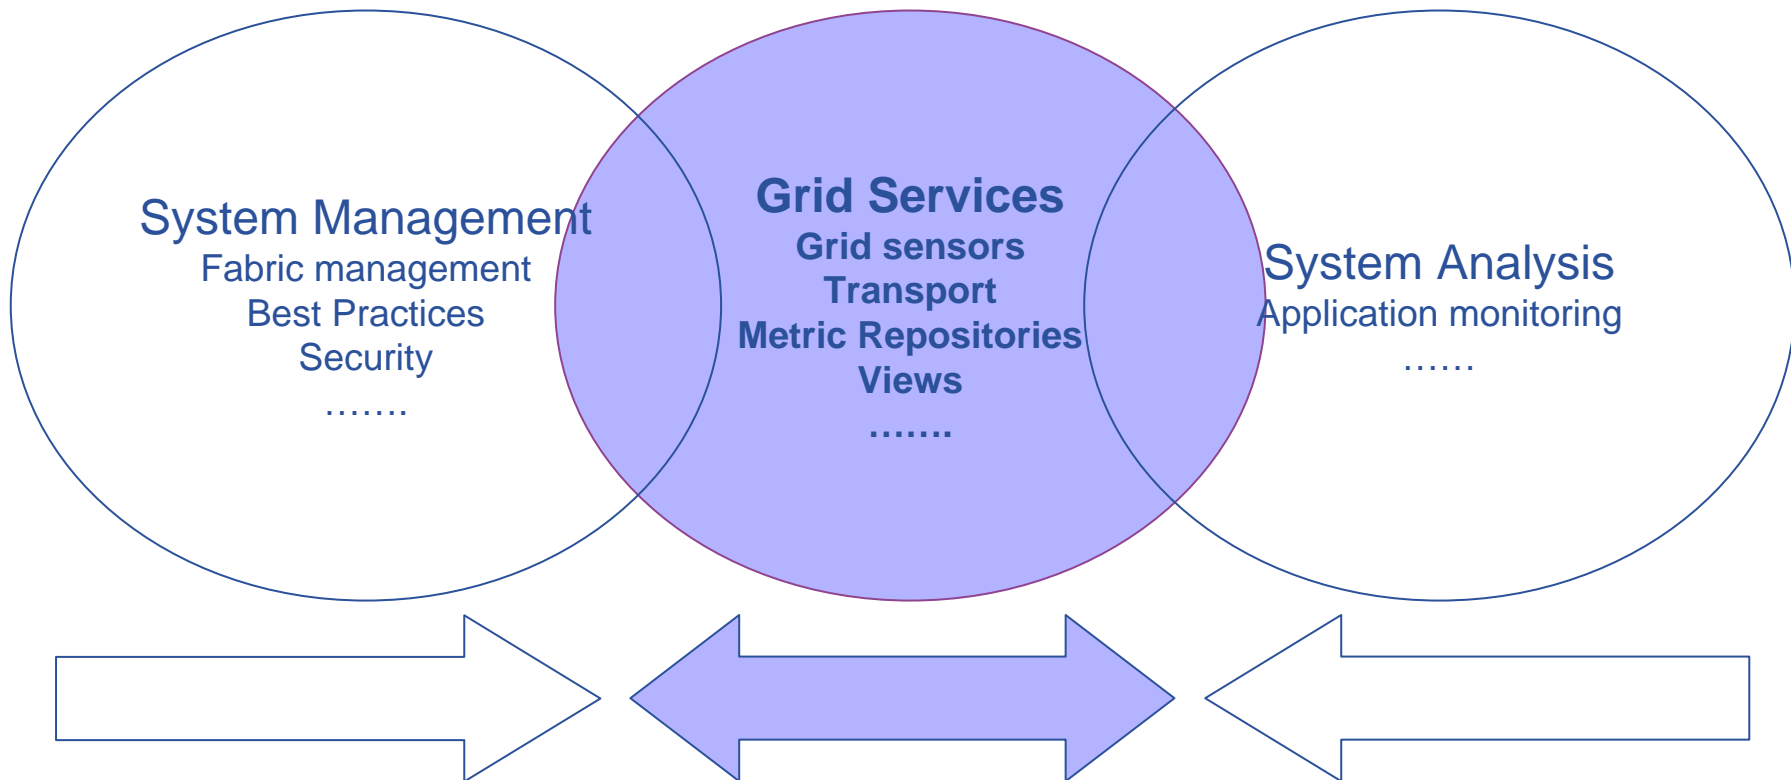 System Management
Fabric management
Best Practices
Security
…….
Grid Services
Grid sensors
Transport
Metric Repositories
Views
…….
System Analysis
Application monitoring
……